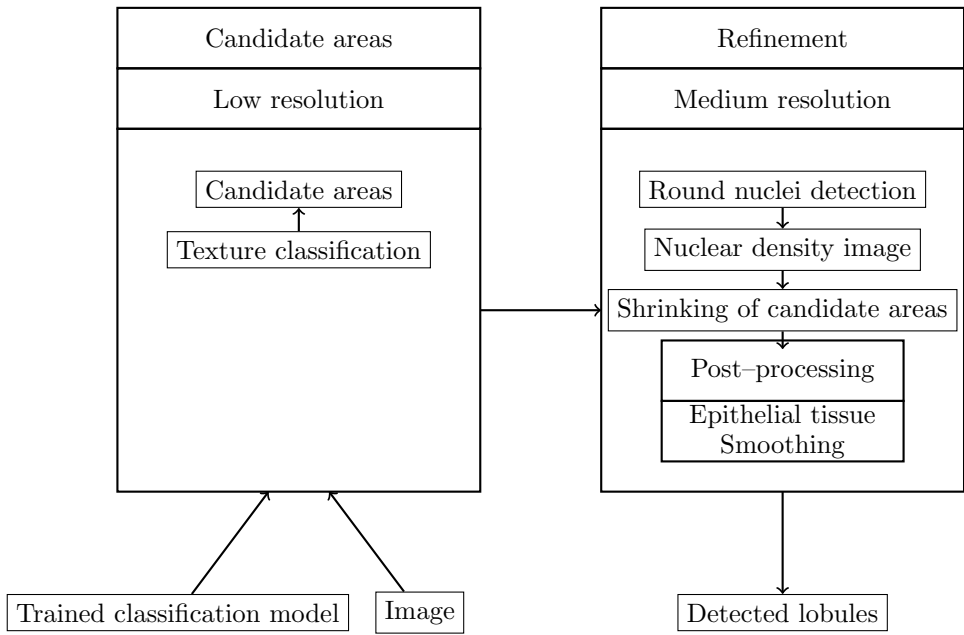 Candidate areas
Low resolution
Candidate areas
Texture classification
Refinement
Medium resolution
Round nuclei detection
Nuclear density image
Shrinking of candidate areas
Post–processing
Epithelial tissue
Smoothing
Trained classification model
Image
Detected lobules